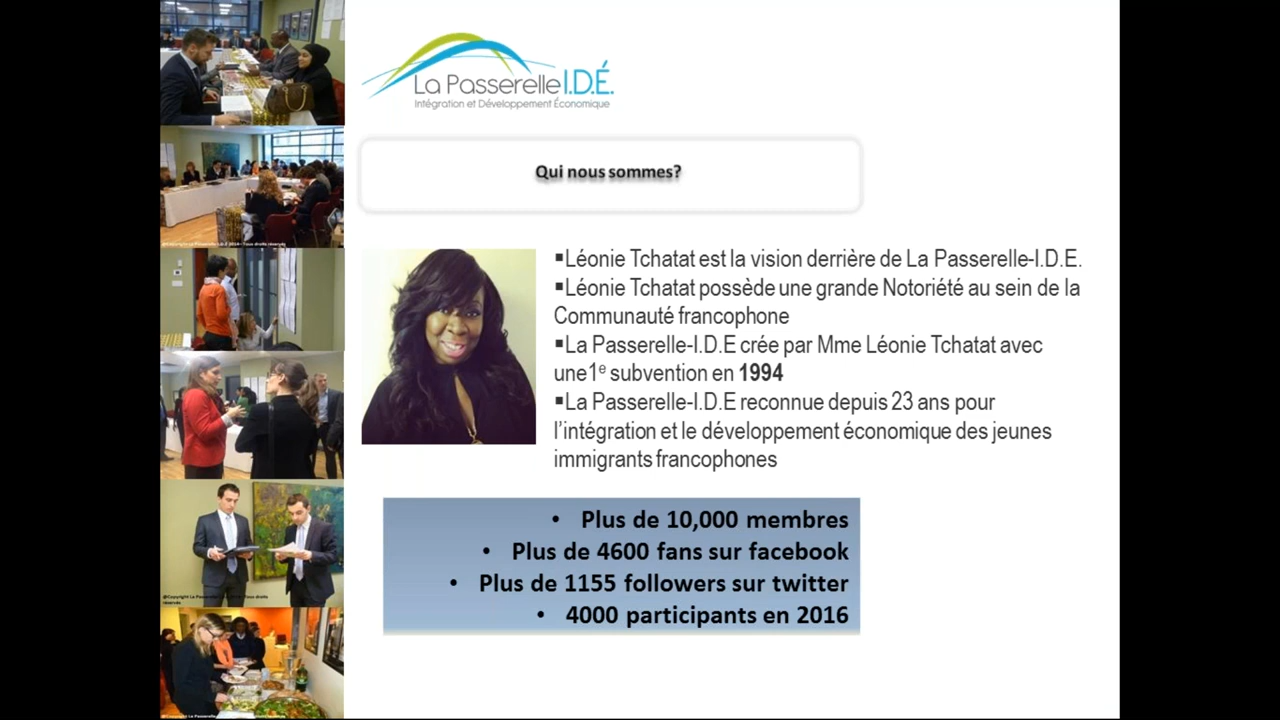 La Passerelle I.D.É.
Intégration et Développement Économique
Qui nous sommes?
▪Léonie Tchatat est la vision derrière de La Passerelle-I.D.E.
▪Léonie Tchatat possède une grande Notoriété au sein de la
Communauté francophone
▪La Passerelle-I.D.E crée par Mme Léonie Tchatat avec
une1e subvention en 1994
▪La Passerelle-I.D.E reconnue depuis 23 ans pour
l'intégration et le développement économique des jeunes
immigrants francophones
• Plus de 10,000 membres
• Plus de 4600 fans sur facebook
• Plus de 1155 followers sur twitter
• 4000 participants en 2016